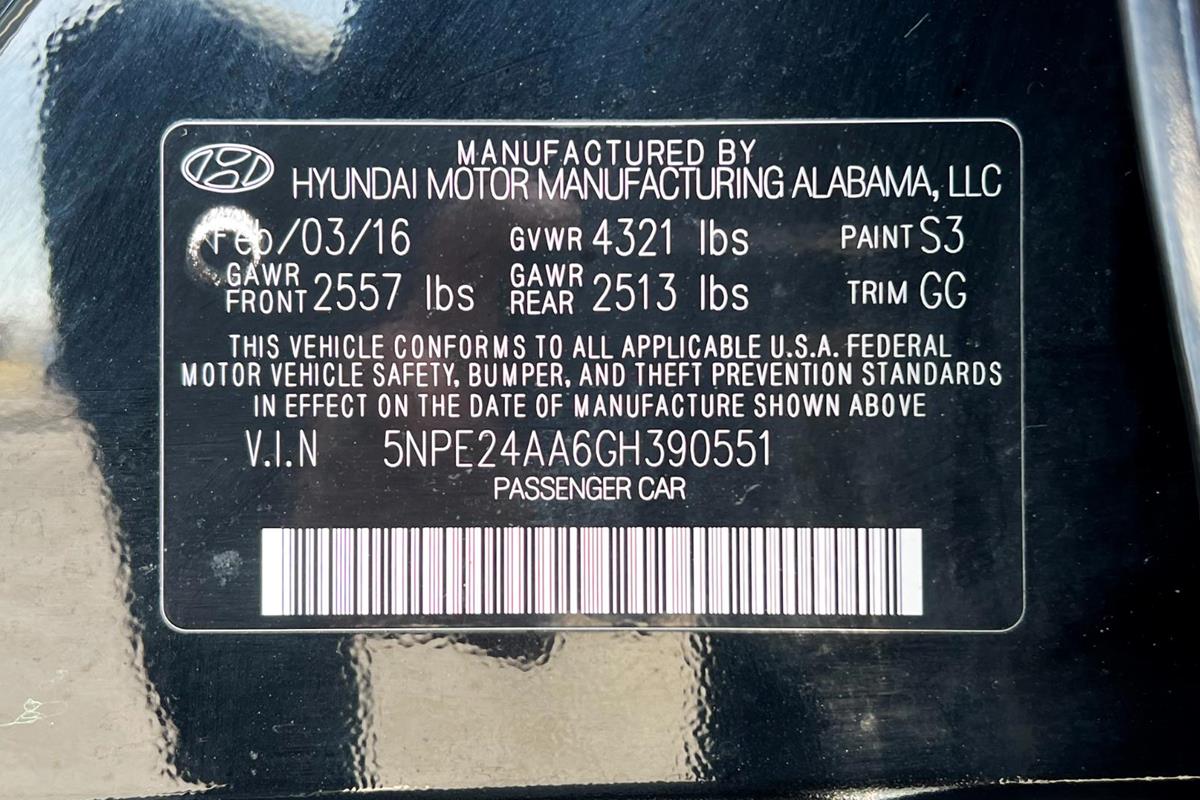 MANUFACTURED BY
HYUNDAI MOTOR MANUFACTURING ALABAMA, LLC
Feb/03/16 GVWR 4321 lbs PAINT S3
GAWR FRONT 2557 lbs GAWR REAR 2513 lbs TRIM GG
THIS VEHICLE CONFORMS TO ALL APPLICABLE U.S.A. FEDERAL
MOTOR VEHICLE SAFETY, BUMPER, AND THEFT PREVENTION STANDARDS
IN EFFECT ON THE DATE OF MANUFACTURE SHOWN ABOVE
V.I.N 5NPE24AA6GH390551
PASSENGER CAR